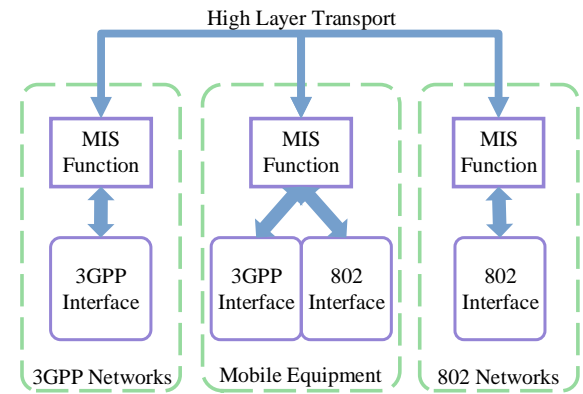 High Layer Transport
MIS
Function
MIS
Function
MIS
Function
3GPP
Interface
3GPP
Interface
802
Interface
802
Interface
3GPP Networks
Mobile Equipment
802 Networks